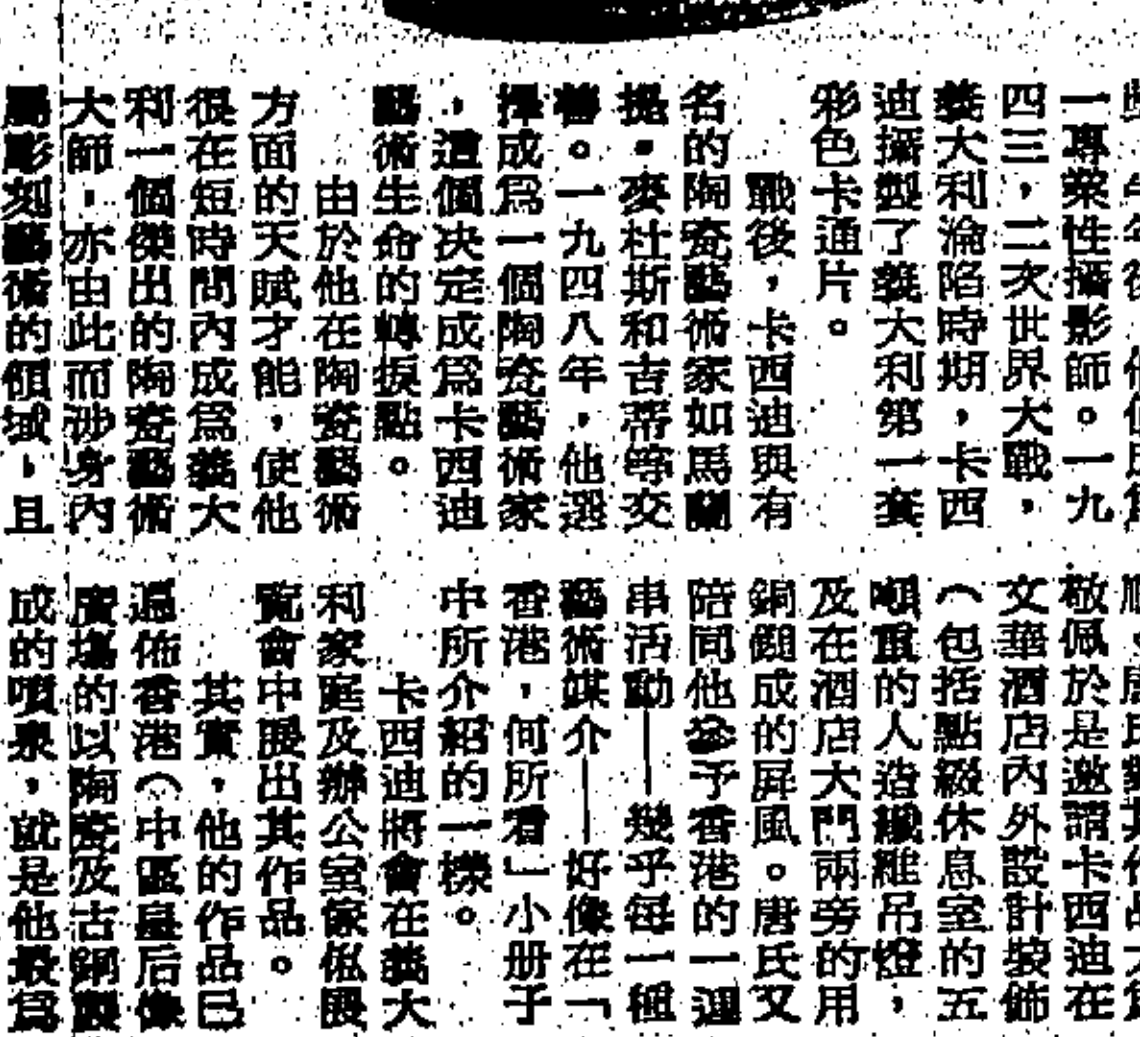 一專業性攝影師。一九
四三，二次世界大戰，
義大利淪陷時期，卡西
迪攝製了義大利第一套
彩色卡通片。
戰後，卡西迪與有
名的陶瓷藝術家如馬蘭
提，麥杜斯和吉蒂等交
善。一九四八年，他選
擇成爲一個陶瓷藝術家
，這個決定成爲卡西迪
藝術生命的轉捩點。
由於他在陶瓷藝術
方面的天賦才能，使他
很在短時間內成爲義大
利一個傑出的陶瓷藝術
大師，亦由此而涉身內
屬彫刻藝術的領域，且
敬佩於是邀請卡西迪在
文華酒店內外設計裝飾
（包括點綴休息室的五
噸重的人造纖維吊燈，
及在酒店大門兩旁的用
銅鑄成的屏風。唐氏又
陪同他參予香港的一連
串活動——幾乎每一種
藝術媒介——好像在「
香港，何所看」小册子
中所介紹的一樣。
卡西迪將會在義大
利家庭及辦公室傢俬展
覽會中展出其作品。
其實，他的作品已
遍佈香港（中區皇后像
廣塲的以陶瓷及古銅製
成的噴泉，就是他最爲